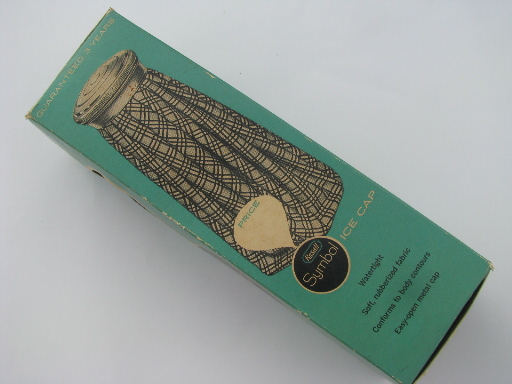 GUARANTEED 3 YEARS
PRICE
Rexall
Symbol
ICE CAP
Watertight
Soft, rubberized fabric
Conforms to body contours
Easy-open metal cap